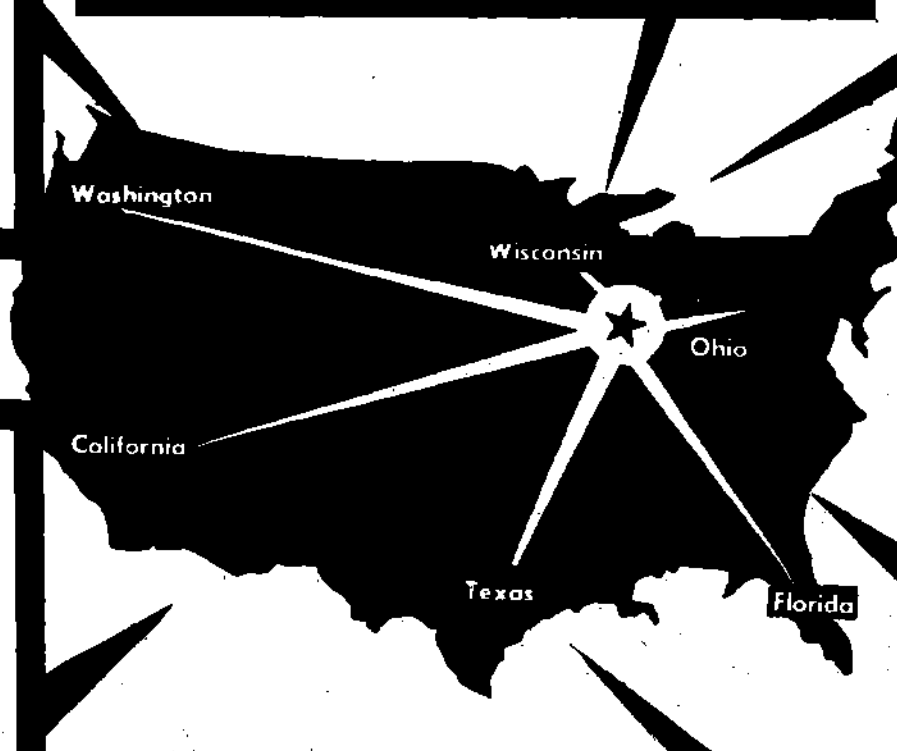 Washington
Wisconsin
Ohio
California
Texas
Florida